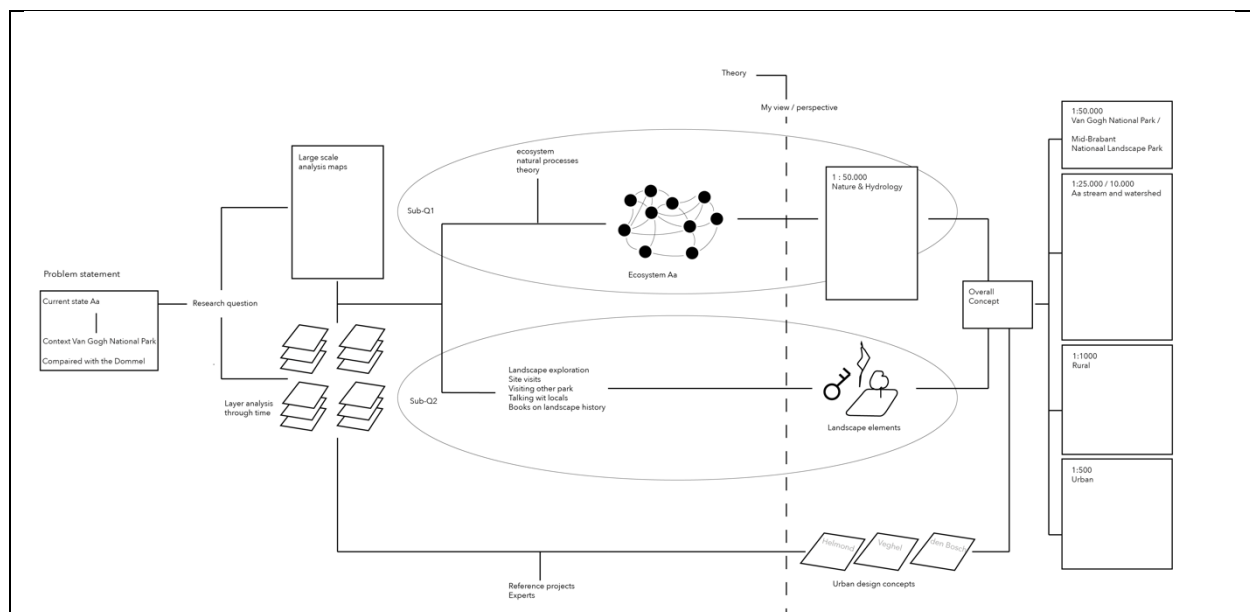 Theory
My view / perspective
1:50.000
Van Gogh National Park /
Mid-Brabant
Nationaal Landscape Park
Large scale
analysis maps
ecosystem
natural processes
theory
1 : 50.000
Nature & Hydrology
1:25.000 / 10.000
Aa stream and watershed
Sub-Q1
Ecosystem Aa
Problem statement
Current state Aa
Context Van Gogh National Park
Compaired with the Dommel
Research question
Overall
Concept
1:1000
Rural
Landscape exploration
Site visits
Visiting other park
Talking wit locals
Books on landscape history
Sub-Q2
Layer analysis
through time
Landscape elements
1:500
Urban
Helmond
Veghel
den Bosch
Urban design concepts
Reference projects
Experts